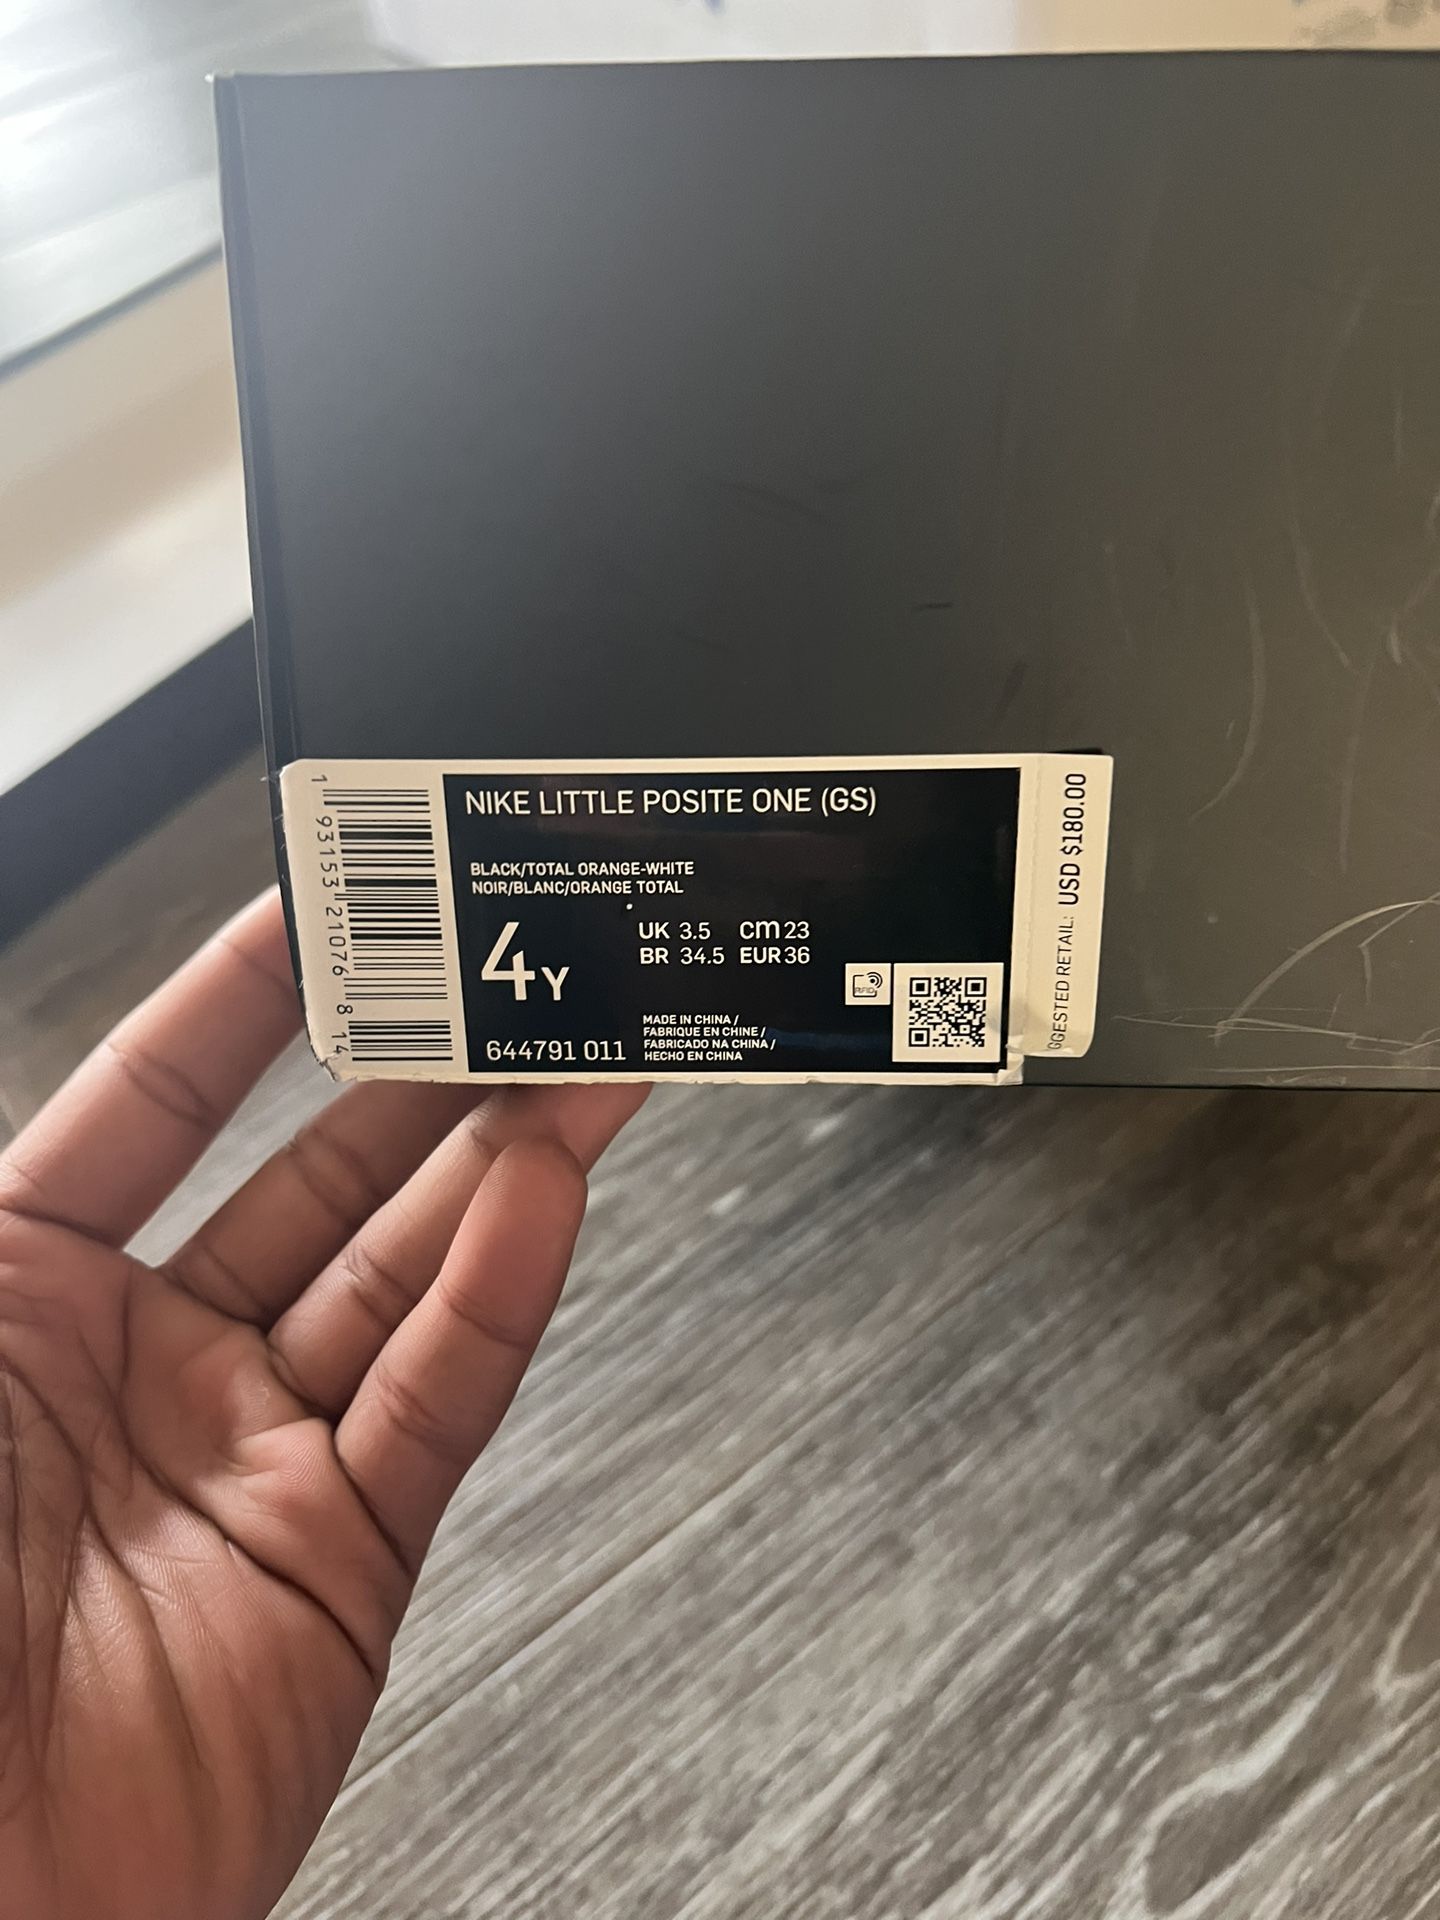 NIKE LITTLE POSITE ONE (GS)
BLACK/TOTAL ORANGE-WHITE
NOIR/BLANC/ORANGE TOTAL
4Y
UK 3.5 cm 23
BR 34.5 EUR 36
RFID
MADE IN CHINA /
FABRIQUE EN CHINE /
FABRICADO NA CHINA /
HECHO EN CHINA
644791 011
1 93153 21076 8 14
GGESTED RETAIL: USD $180.00